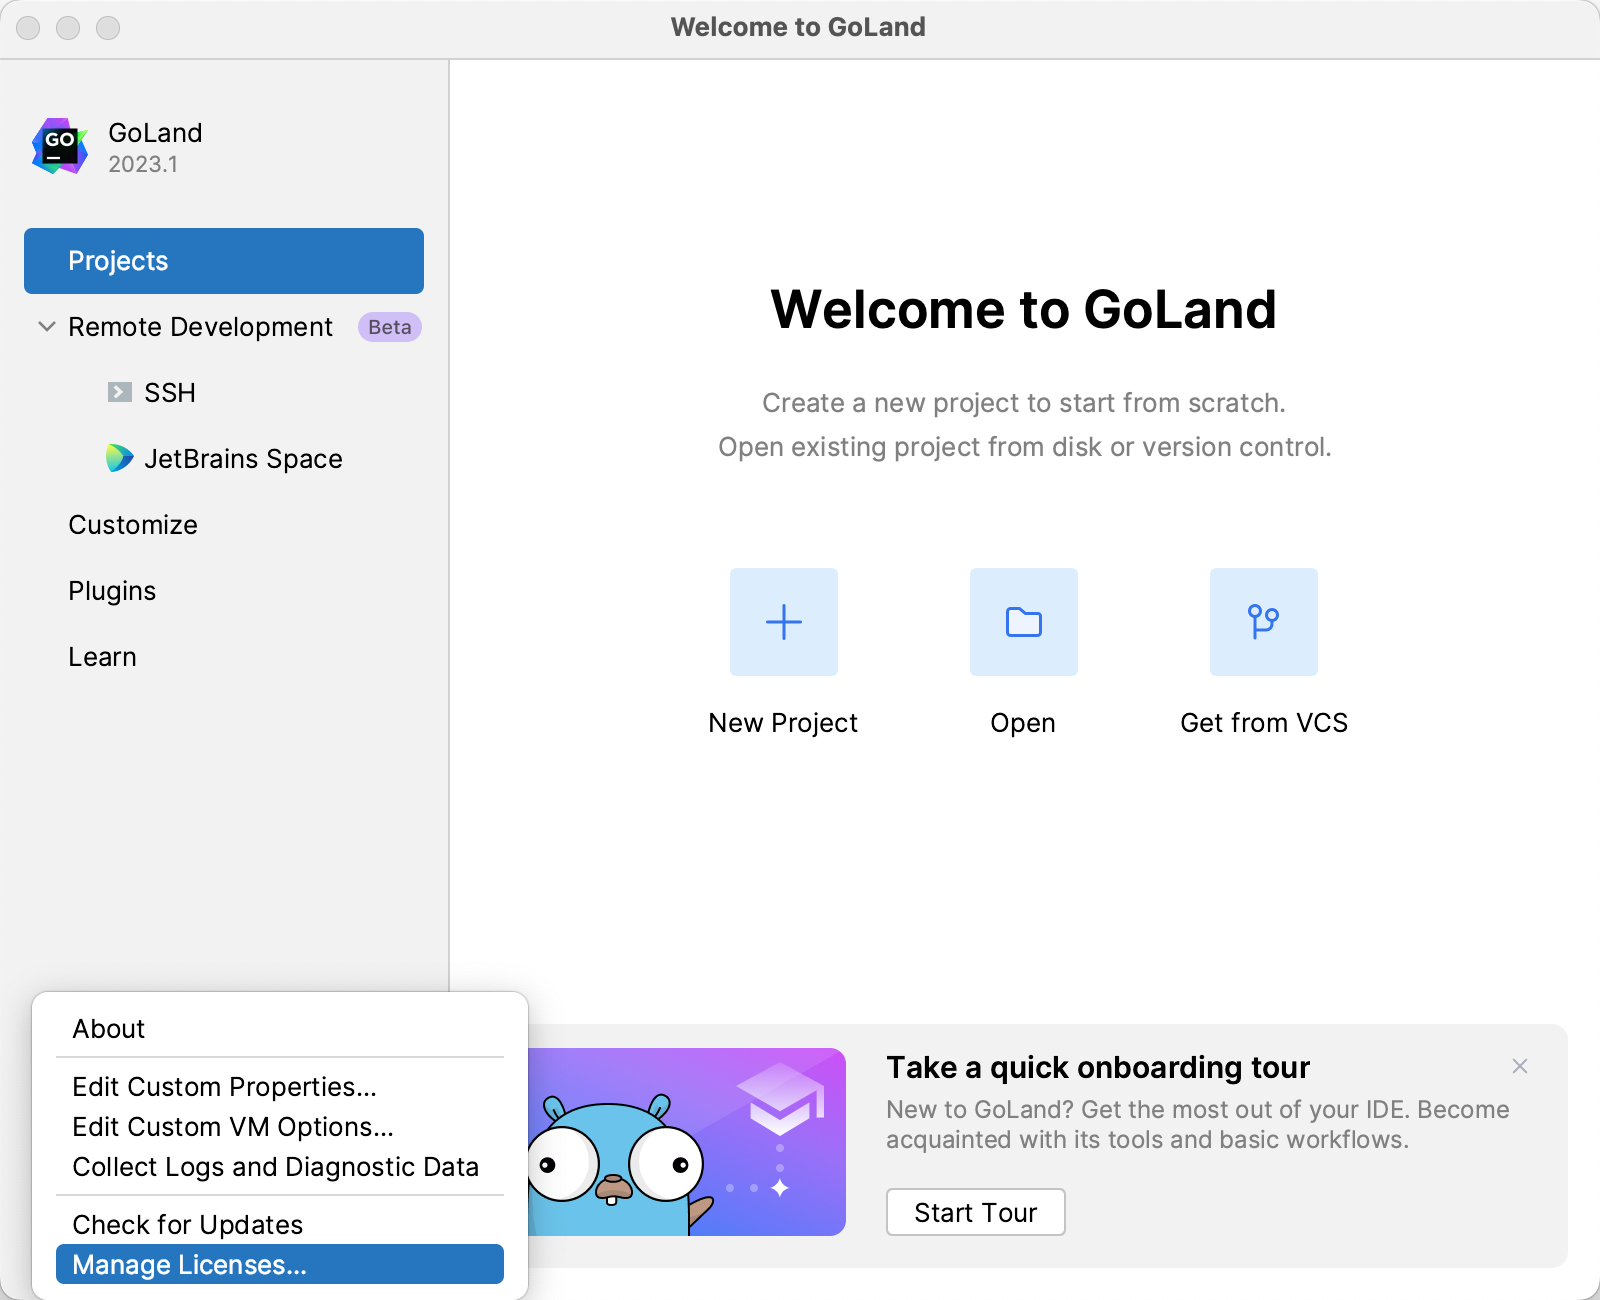 Welcome to GoLand
GO
GoLand
2023.1
Projects
Remote Development Beta
SSH
JetBrains Space
Customize
Plugins
Learn
Welcome to GoLand
Create a new project to start from scratch.
Open existing project from disk or version control.
New Project
Open
Get from VCS
About
Edit Custom Properties...
Edit Custom VM Options...
Collect Logs and Diagnostic Data
Check for Updates
Manage Licenses...
Take a quick onboarding tour
New to GoLand? Get the most out of your IDE. Become
acquainted with its tools and basic workflows.
Start Tour